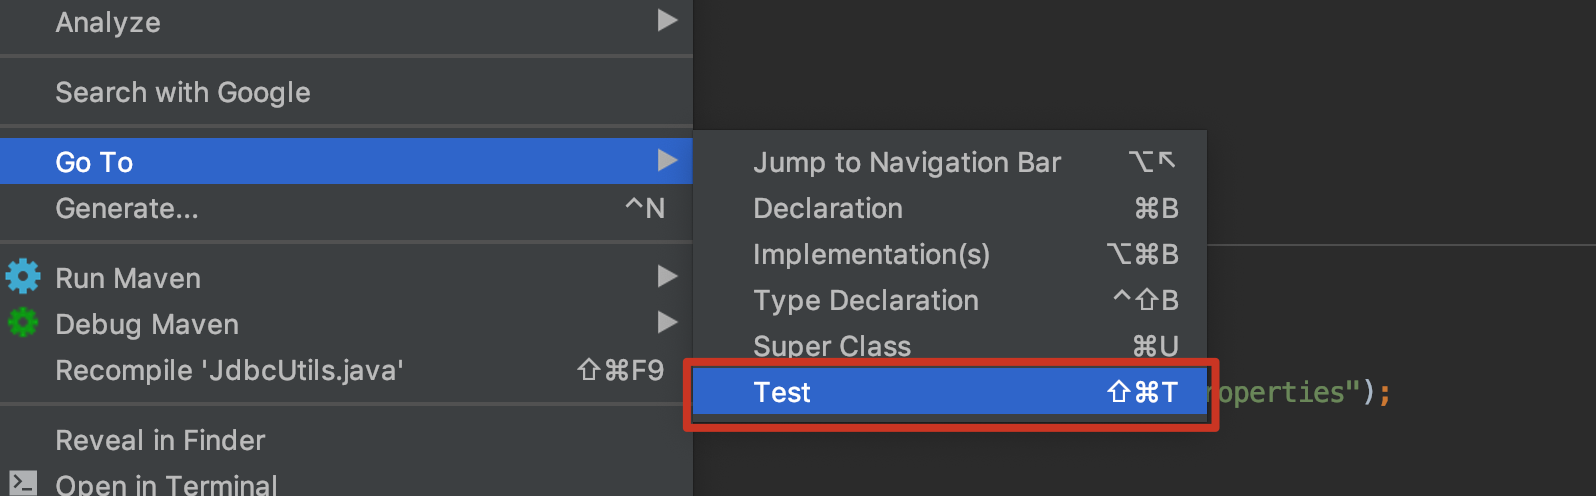 Analyze
Search with Google
Go To
Generate... ^N
Run Maven
Debug Maven
Recompile 'JdbcUtils.java' ⇧⌘F9
Reveal in Finder
Open in Terminal
Jump to Navigation Bar ⌥↖
Declaration ⌘B
Implementation(s) ⌥⌘B
Type Declaration ^⇧B
Super Class ⌘U
Test ⇧⌘T
roperties");